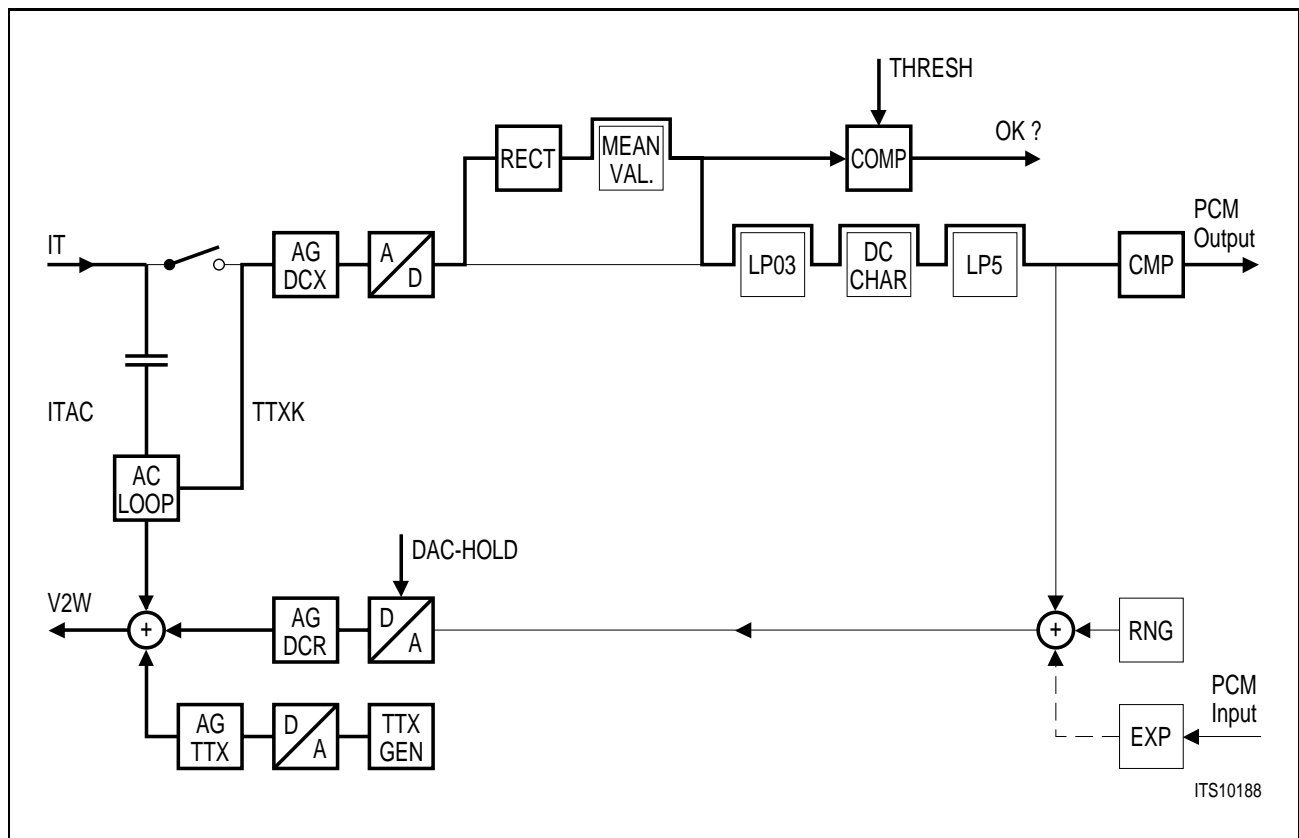 THRESH
OK ?
RECT
MEAN
VAL.
COMP
PCM
Output
IT
AG
DCX
A
D
LP03
DC
CHAR
LP5
CMP
ITAC
TTXK
AC
LOOP
DAC-HOLD
V2W
+
AG
DCR
D
A
+
RNG
PCM
Input
AG
TTX
D
A
TTX
GEN
EXP
ITS10188